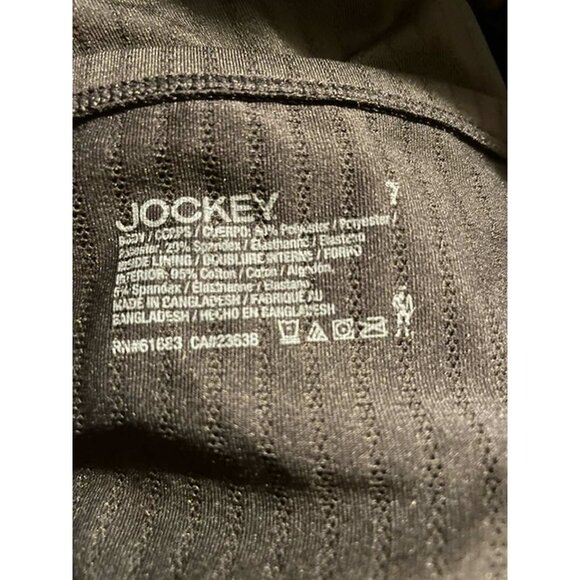 JOCKEY
7
BODY / CORPS / CUERPO: 80% Polyester / Polyester /
20% Spandex / Élasthanne / Elastano
INSIDE LINING / DOUBLURE INTERNE / FORRO
INTERIOR: 95% Cotton / Coton / Algodón,
5% Spandex / Élasthanne / Elastano
MADE IN BANGLADESH / FABRIQUÉ AU
BANGLADESH / HECHO EN BANGLADESH
RN#61683 CA#23638